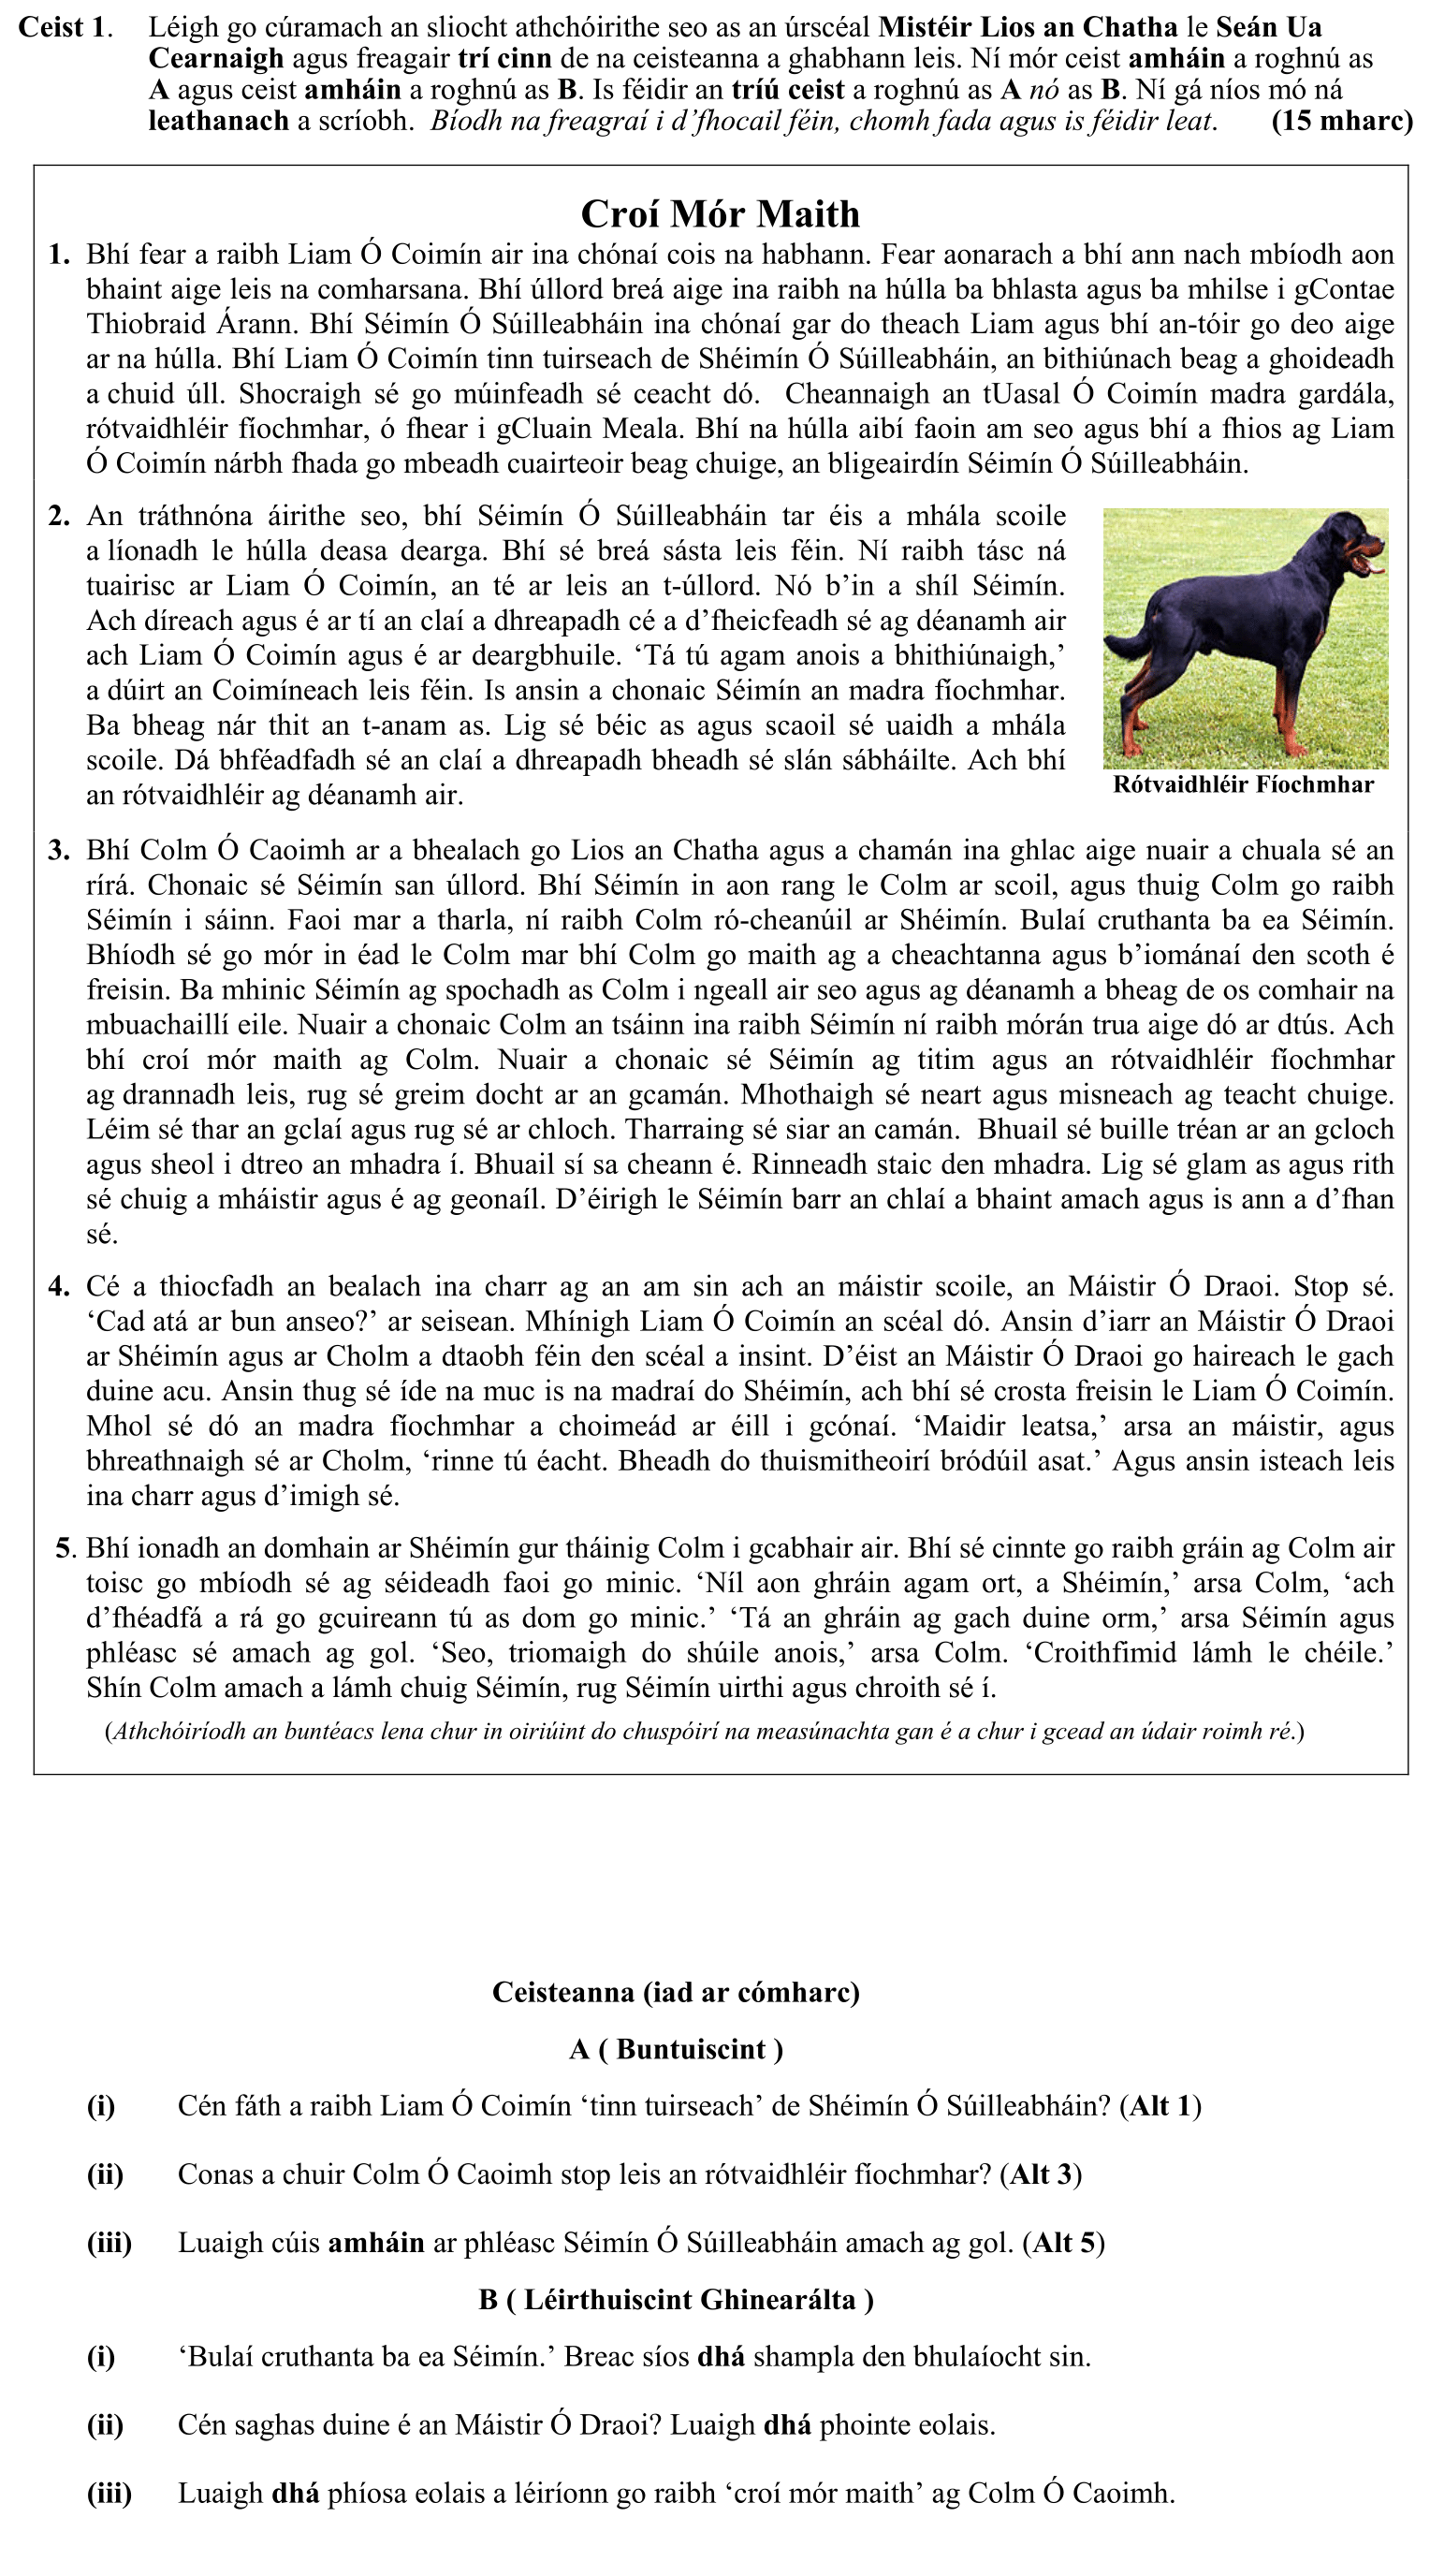 Ceist 1. Léigh go cúramach an sliocht athchóirithe seo as an úrscéal Mistéir Lios an Chatha le Seán Ua
Cearnaigh agus freagair trí cinn de na ceisteanna a ghabhann leis. Ní mór ceist amháin a roghnú as
A agus ceist amháin a roghnú as B. Is féidir an tríú ceist a roghnú as A nó as B. Ní gá níos mó ná
leathanach a scríobh. Bíodh na freagraí i d’fhocail féin, chomh fada agus is féidir leat. (15 mharc)
Croí Mór Maith
1. Bhí fear a raibh Liam Ó Coimín air ina chónaí cois na habhann. Fear aonarach a bhí ann nach mbíodh aon
bhaint aige leis na comharsana. Bhí úllord breá aige ina raibh na húlla ba bhlasta agus ba mhilse i gContae
Thiobraid Árann. Bhí Séimín Ó Súilleabháin ina chónaí gar do theach Liam agus bhí an-tóir go deo aige
ar na húlla. Bhí Liam Ó Coimín tinn tuirseach de Shéimín Ó Súilleabháin, an bithiúnach beag a ghoideadh
a chuid úll. Shocraigh sé go múinfeadh sé ceacht dó. Cheannaigh an tUasal Ó Coimín madra gardála,
rótvaidhléir fíochmhar, ó fhear i gCluain Meala. Bhí na húlla aibí faoin am seo agus bhí a fhios ag Liam
Ó Coimín nárbh fhada go mbeadh cuairteoir beag chuige, an bligeairdín Séimín Ó Súilleabháin.
2. An tráthnóna áirithe seo, bhí Séimín Ó Súilleabháin tar éis a mhála scoile
a líonadh le húlla deasa dearga. Bhí sé breá sásta leis féin. Ní raibh tásc ná
tuairisc ar Liam Ó Coimín, an té ar leis an t-úllord. Nó b’in a shíl Séimín.
Ach díreach agus é ar tí an claí a dhreapadh cé a d’fheicfeadh sé ag déanamh air
ach Liam Ó Coimín agus é ar deargbhuile. ‘Tá tú agam anois a bhithiúnaigh,’
a dúirt an Coimíneach leis féin. Is ansin a chonaic Séimín an madra fíochmhar.
Ba bheag nár thit an t-anam as. Lig sé béic as agus scaoil sé uaidh a mhála
scoile. Dá bhféadfadh sé an claí a dhreapadh bheadh sé slán sábháilte. Ach bhí
an rótvaidhléir ag déanamh air.
Rótvaidhléir Fíochmhar
3. Bhí Colm Ó Caoimh ar a bhealach go Lios an Chatha agus a chamán ina ghlac aige nuair a chuala sé an
rírá. Chonaic sé Séimín san úllord. Bhí Séimín in aon rang le Colm ar scoil, agus thuig Colm go raibh
Séimín i sáinn. Faoi mar a tharla, ní raibh Colm ró-cheanúil ar Shéimín. Bulaí cruthanta ba ea Séimín.
Bhíodh sé go mór in éad le Colm mar bhí Colm go maith ag a cheachtanna agus b’iománaí den scoth é
freisin. Ba mhinic Séimín ag spochadh as Colm i ngeall air seo agus ag déanamh a bheag de os comhair na
mbuachaillí eile. Nuair a chonaic Colm an tsáinn ina raibh Séimín ní raibh mórán trua aige dó ar dtús. Ach
bhí croí mór maith ag Colm. Nuair a chonaic sé Séimín ag titim agus an rótvaidhléir fíochmhar
ag drannadh leis, rug sé greim docht ar an gcamán. Mhothaigh sé neart agus misneach ag teacht chuige.
Léim sé thar an gclaí agus rug sé ar chloch. Tharraing sé siar an camán. Bhuail sé buille tréan ar an gcloch
agus sheol i dtreo an mhadra í. Bhuail sí sa cheann é. Rinneadh staic den mhadra. Lig sé glam as agus rith
sé chuig a mháistir agus é ag geonaíl. D’éirigh le Séimín barr an chlaí a bhaint amach agus is ann a d’fhan
sé.
4. Cé a thiocfadh an bealach ina charr ag an am sin ach an máistir scoile, an Máistir Ó Draoi. Stop sé.
‘Cad atá ar bun anseo?’ ar seisean. Mhínigh Liam Ó Coimín an scéal dó. Ansin d’iarr an Máistir Ó Draoi
ar Shéimín agus ar Cholm a dtaobh féin den scéal a insint. D’éist an Máistir Ó Draoi go haireach le gach
duine acu. Ansin thug sé íde na muc is na madraí do Shéimín, ach bhí sé crosta freisin le Liam Ó Coimín.
Mhol sé dó an madra fíochmhar a choimeád ar éill i gcónaí. ‘Maidir leatsa,’ arsa an máistir, agus
bhreathnaigh sé ar Cholm, ‘rinne tú éacht. Bheadh do thuismitheoirí bródúil asat.’ Agus ansin isteach leis
ina charr agus d’imigh sé.
5. Bhí ionadh an domhain ar Shéimín gur tháinig Colm i gcabhair air. Bhí sé cinnte go raibh gráin ag Colm air
toisc go mbíodh sé ag séideadh faoi go minic. ‘Níl aon ghráin agam ort, a Shéimín,’ arsa Colm, ‘ach
d’fhéadfá a rá go gcuireann tú as dom go minic.’ ‘Tá an ghráin ag gach duine orm,’ arsa Séimín agus
phléasc sé amach ag gol. ‘Seo, triomaigh do shúile anois,’ arsa Colm. ‘Croithfimid lámh le chéile.’
Shín Colm amach a lámh chuig Séimín, rug Séimín uirthi agus chroith sé í.
(Athchóiríodh an buntéacs lena chur in oiriúint do chuspóirí na measúnachta gan é a chur i gcead an údair roimh ré.)
Ceisteanna (iad ar cómharc)
A ( Buntuiscint )
(i) Cén fáth a raibh Liam Ó Coimín ‘tinn tuirseach’ de Shéimín Ó Súilleabháin? (Alt 1)
(ii) Conas a chuir Colm Ó Caoimh stop leis an rótvaidhléir fíochmhar? (Alt 3)
(iii) Luaigh cúis amháin ar phléasc Séimín Ó Súilleabháin amach ag gol. (Alt 5)
B ( Léirthuiscint Ghinearálta )
(i) ‘Bulaí cruthanta ba ea Séimín.’ Breac síos dhá shampla den bhulaíocht sin.
(ii) Cén saghas duine é an Máistir Ó Draoi? Luaigh dhá phointe eolais.
(iii) Luaigh dhá phíosa eolais a léiríonn go raibh ‘croí mór maith’ ag Colm Ó Caoimh.